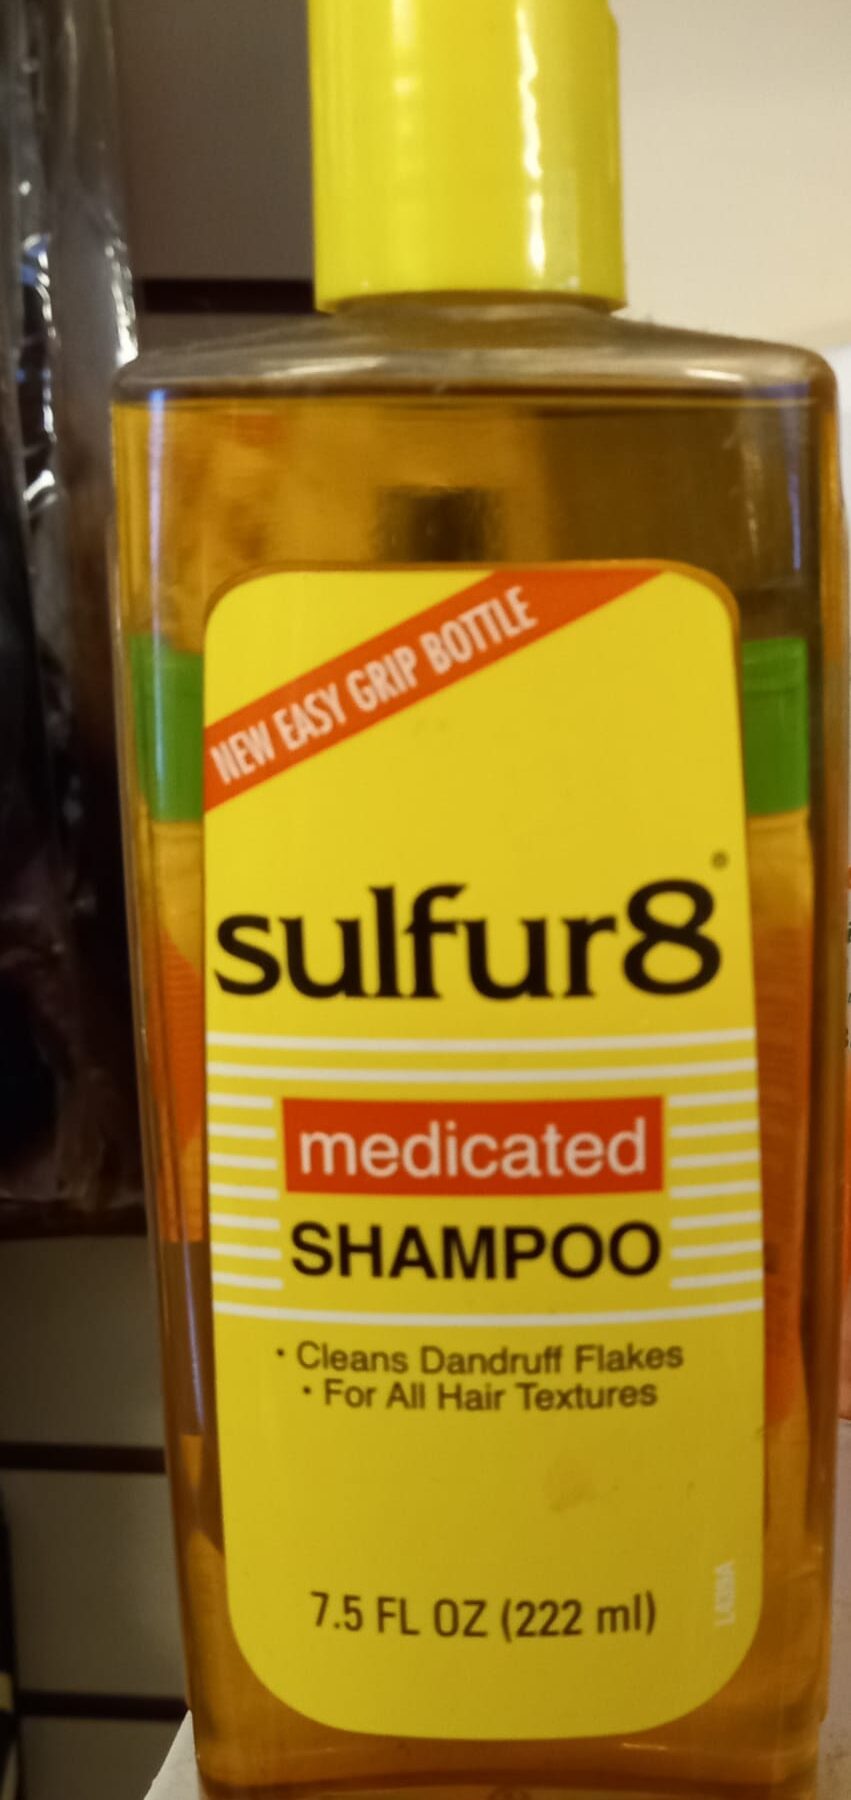 NEW EASY GRIP BOTTLE
sulfur8®
medicated
SHAMPOO
• Cleans Dandruff Flakes
• For All Hair Textures
7.5 FL OZ (222 ml)